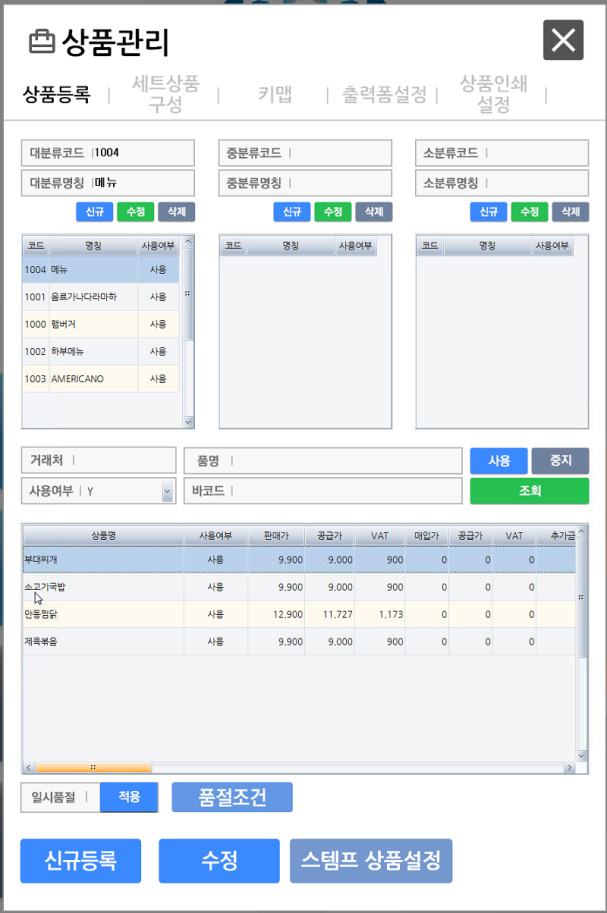 상품관리
상품등록 | 세트상품 구성 | 키맵 | 출력폼설정 | 상품인쇄 설정 |
대분류코드 | 1004 중분류코드 | 소분류코드 |
대분류명칭 | 메뉴 중분류명칭 | 소분류명칭 |
신규 수정 삭제 신규 수정 삭제 신규 수정 삭제
코드 명칭 사용여부 코드 명칭 사용여부 코드 명칭 사용여부
1004 메뉴 사용
1001 음료가나다라마하 사용
1000 햄버거 사용
1002 하부메뉴 사용
1003 AMERICANO 사용
거래처 | 품명 | 사용 중지
사용여부 | Y 바코드 | 조회
상품명 사용여부 판매가 공급가 VAT 매입가 공급가 VAT 추가금
부대찌개 사용 9,900 9,000 900 0 0 0
소고기국밥 사용 9,900 9,000 900 0 0 0
안동찜닭 사용 12,900 11,727 1,173 0 0 0
제육볶음 사용 9,900 9,000 900 0 0 0
일시품절 | 적용 품절조건
신규등록 수정 스템프 상품설정